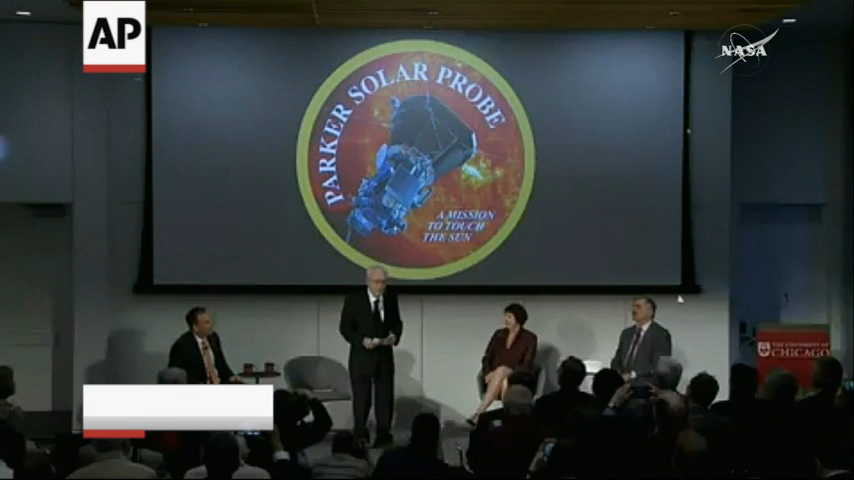 AP
NASA
PARKER SOLAR PROBE
A MISSION
TO TOUCH
THE SUN
THE UNIVERSITY OF
CHICAGO